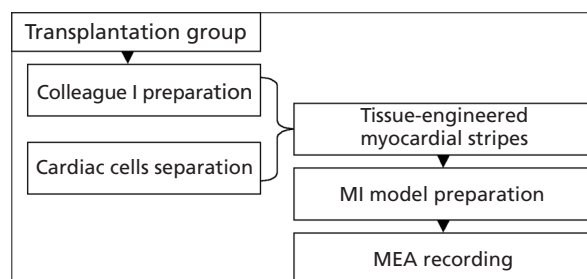 Transplantation group
Colleague I preparation
Cardiac cells separation
Tissue-engineered
myocardial stripes
MI model preparation
MEA recording